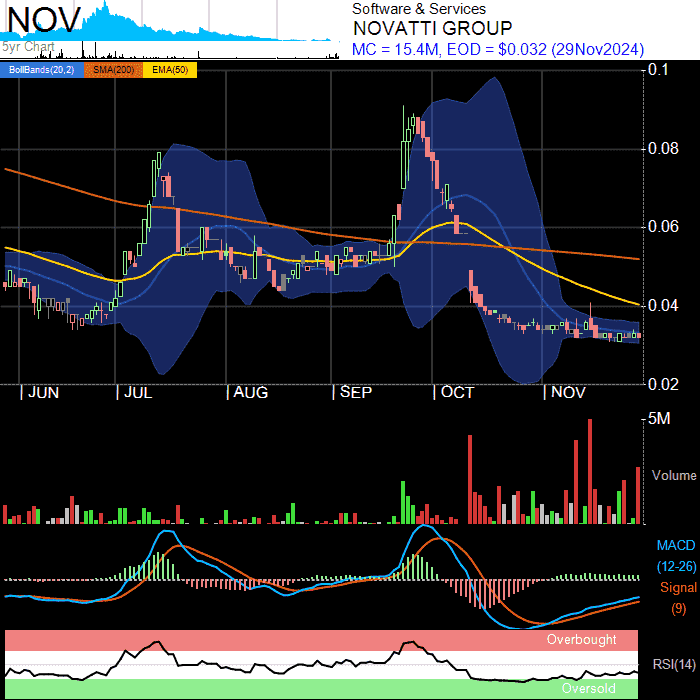 NOV
5yr Chart
Software & Services
NOVATTI GROUP
MC = 15.4M, EOD = $0.032 (29Nov2024)
BollBands(20,2) SMA(200) EMA(50)
0.1
0.08
0.06
0.04
0.02
JUN JUL AUG SEP OCT NOV
5M
Volume
MACD
(12-26)
Signal
(9)
Overbought
RSI(14)
Oversold